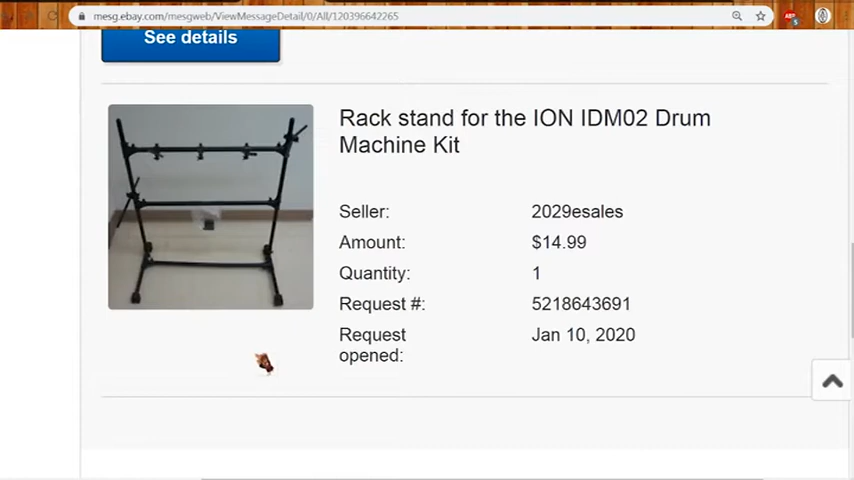 mesg.ebay.com/mesgweb/ViewMessageDetail/0/All/120396642265
ABP
See details
Rack stand for the ION IDM02 Drum
Machine Kit
Seller: 2029esales
Amount: $14.99
Quantity: 1
Request #: 5218643691
Request opened: Jan 10, 2020